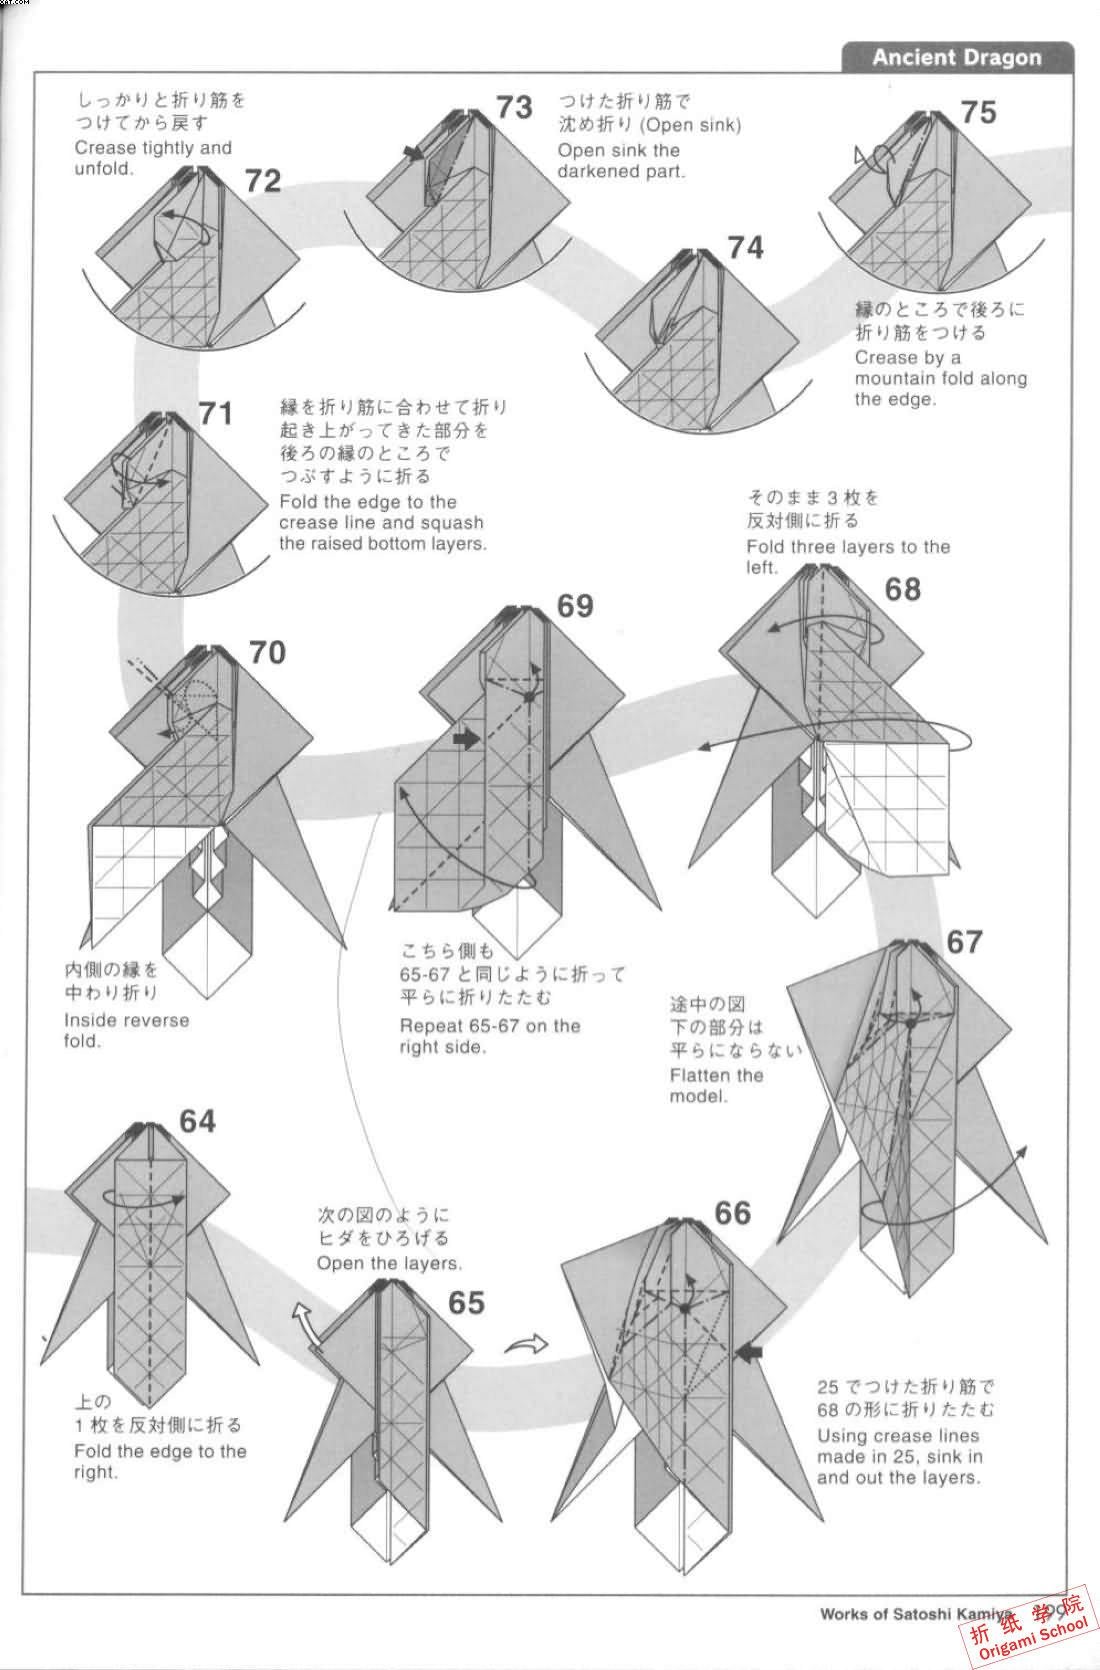 Ancient Dragon
64
上の
1枚を反対側に折る
Fold the edge to the
right.
65
次の図のように
ヒダをひろげる
Open the layers.
66
25でつけた折り筋で
68の形に折りたたむ
Using crease lines
made in 25, sink in
and out the layers.
67
途中の図
下の部分は
平らにならない
Flatten the
model.
68
そのまま3枚を
反対側に折る
Fold three layers to the
left.
69
こちら側も
65-67と同じように折って
平らに折りたたむ
Repeat 65-67 on the
right side.
70
内側の縁を
中わり折り
Inside reverse
fold.
71
縁を折り筋に合わせて折り
起き上がってきた部分を
後ろの縁のところで
つぶすように折る
Fold the edge to the
crease line and squash
the raised bottom layers.
72
しっかりと折り筋を
つけてから戻す
Crease tightly and
unfold.
73
つけた折り筋で
沈め折り (Open sink)
Open sink the
darkened part.
74
75
縁のところで後ろに
折り筋をつける
Crease by a
mountain fold along
the edge.
Works of Satoshi Kamiya
折纸学院
Origami School